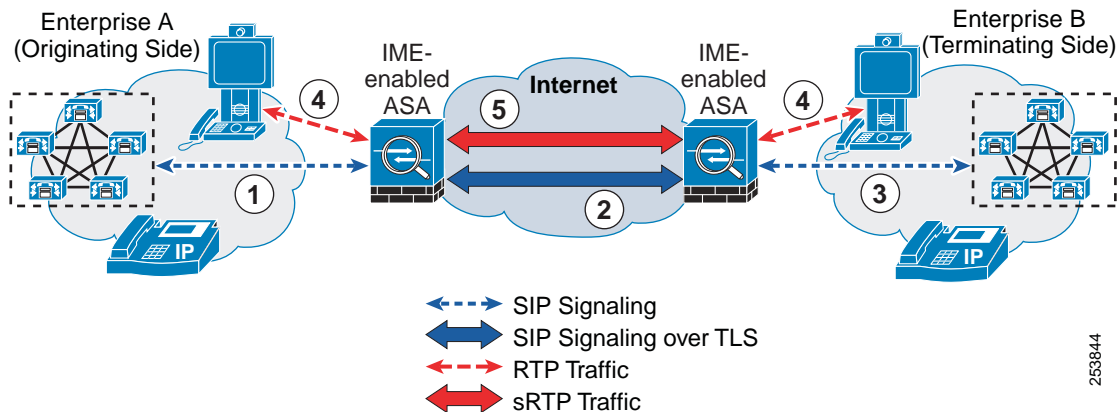 Enterprise A
(Originating Side)
IME-
enabled
ASA
Internet
IME-
enabled
ASA
Enterprise B
(Terminating Side)
4
5
4
1
2
3
IP
IP
SIP Signaling
SIP Signaling over TLS
RTP Traffic
sRTP Traffic
253844